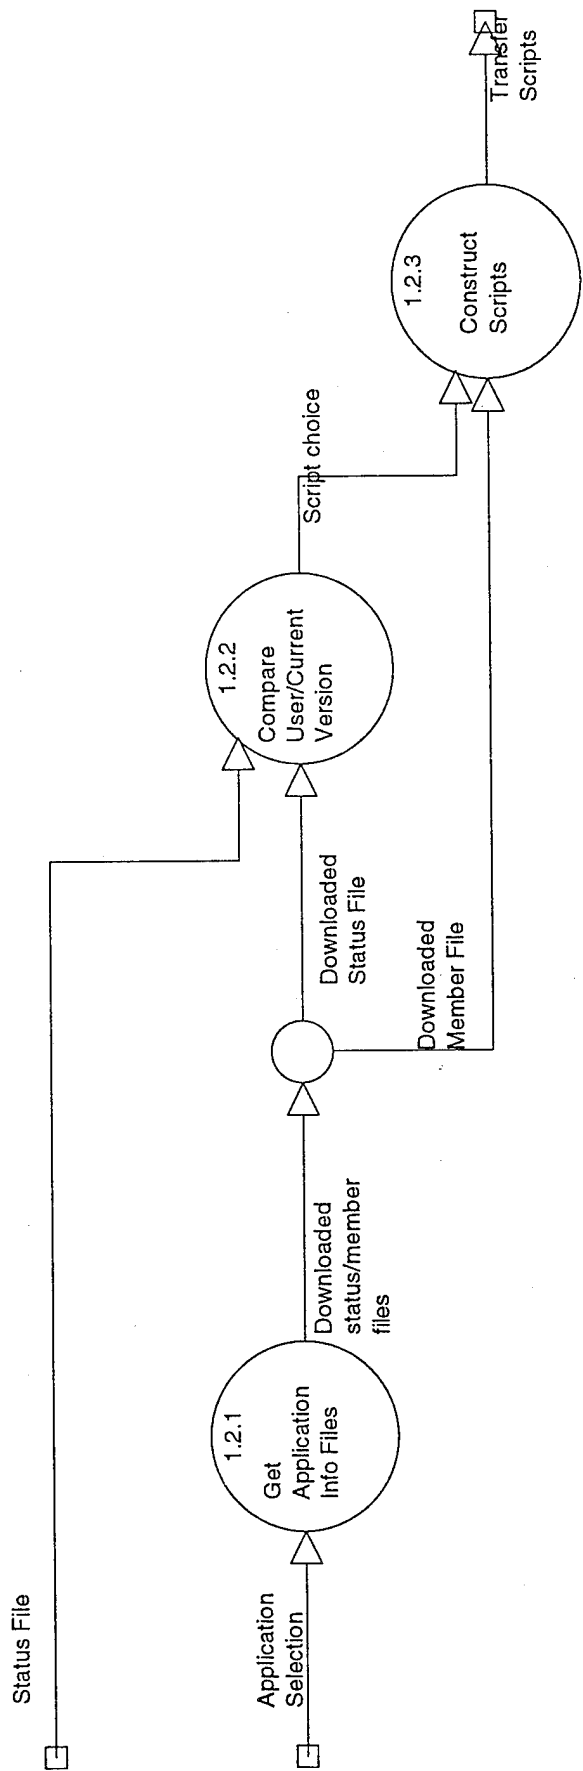 Status File
Application
Selection
1.2.1
Get
Application
Info Files
Downloaded
status/member
files
Downloaded
Status File
Downloaded
Member File
1.2.2
Compare
User/Current
Version
Script choice
1.2.3
Construct
Scripts
Transfer
Scripts